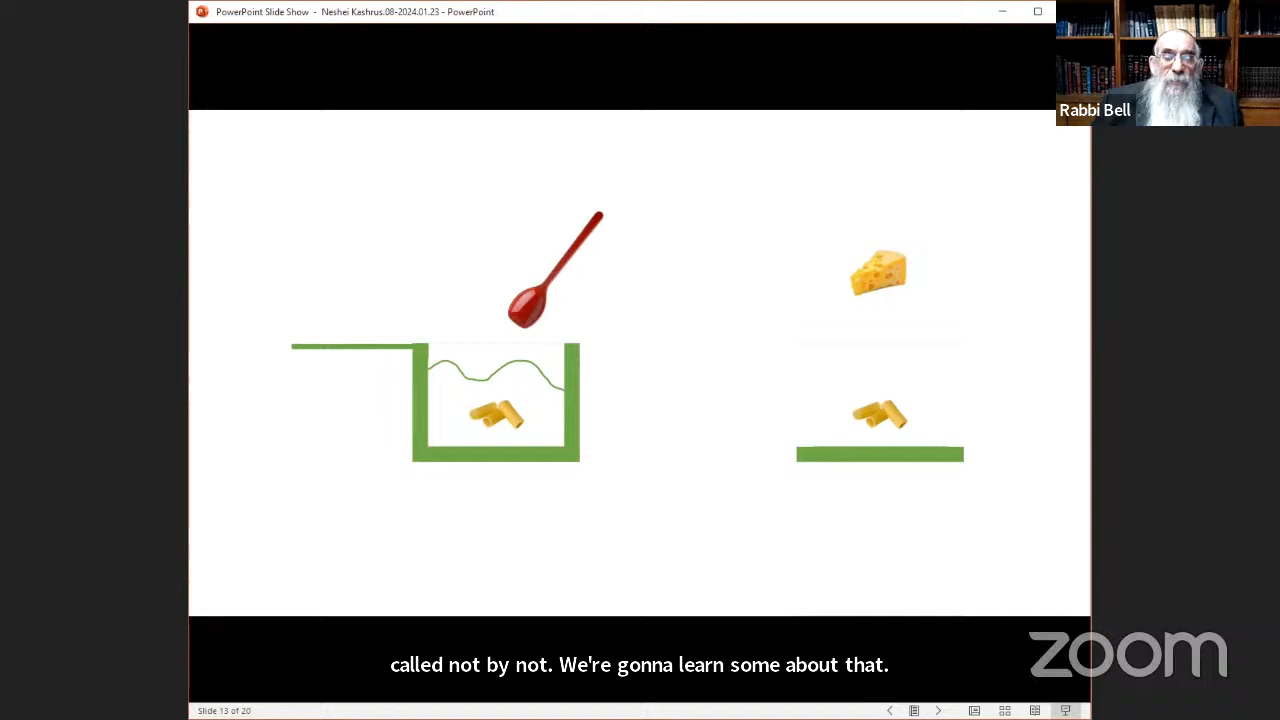 PowerPoint Slide Show - Neshei Kashrus.08-2024.01.23 - PowerPoint
Rabbi Bell
called not by not. We're gonna learn some about that.
zoom
Slide 13 of 20